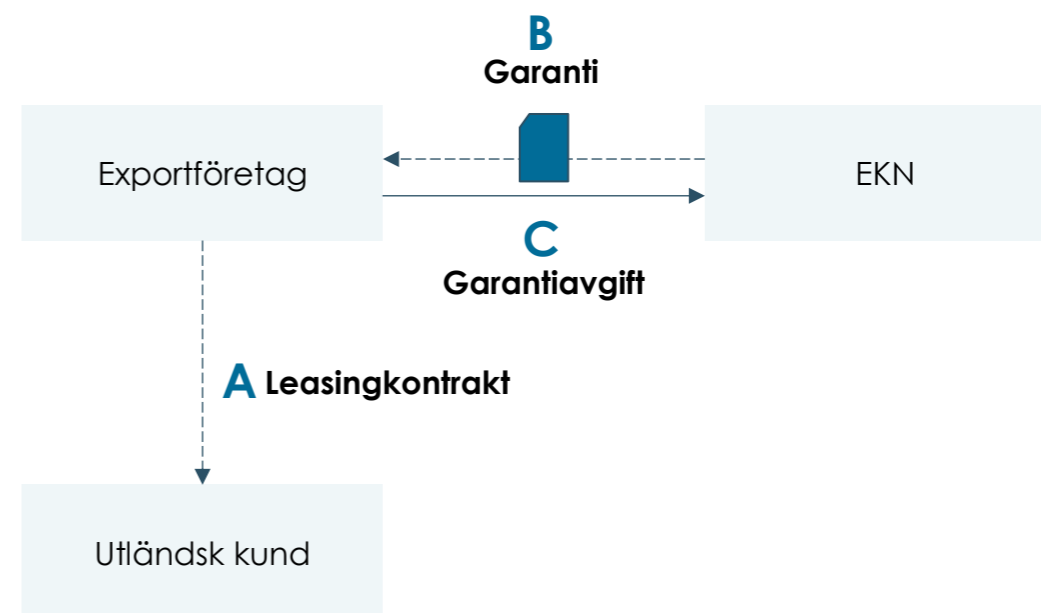 B
Garanti
Exportföretag
EKN
C
Garantiavgift
A Leasingkontrakt
Utländsk kund